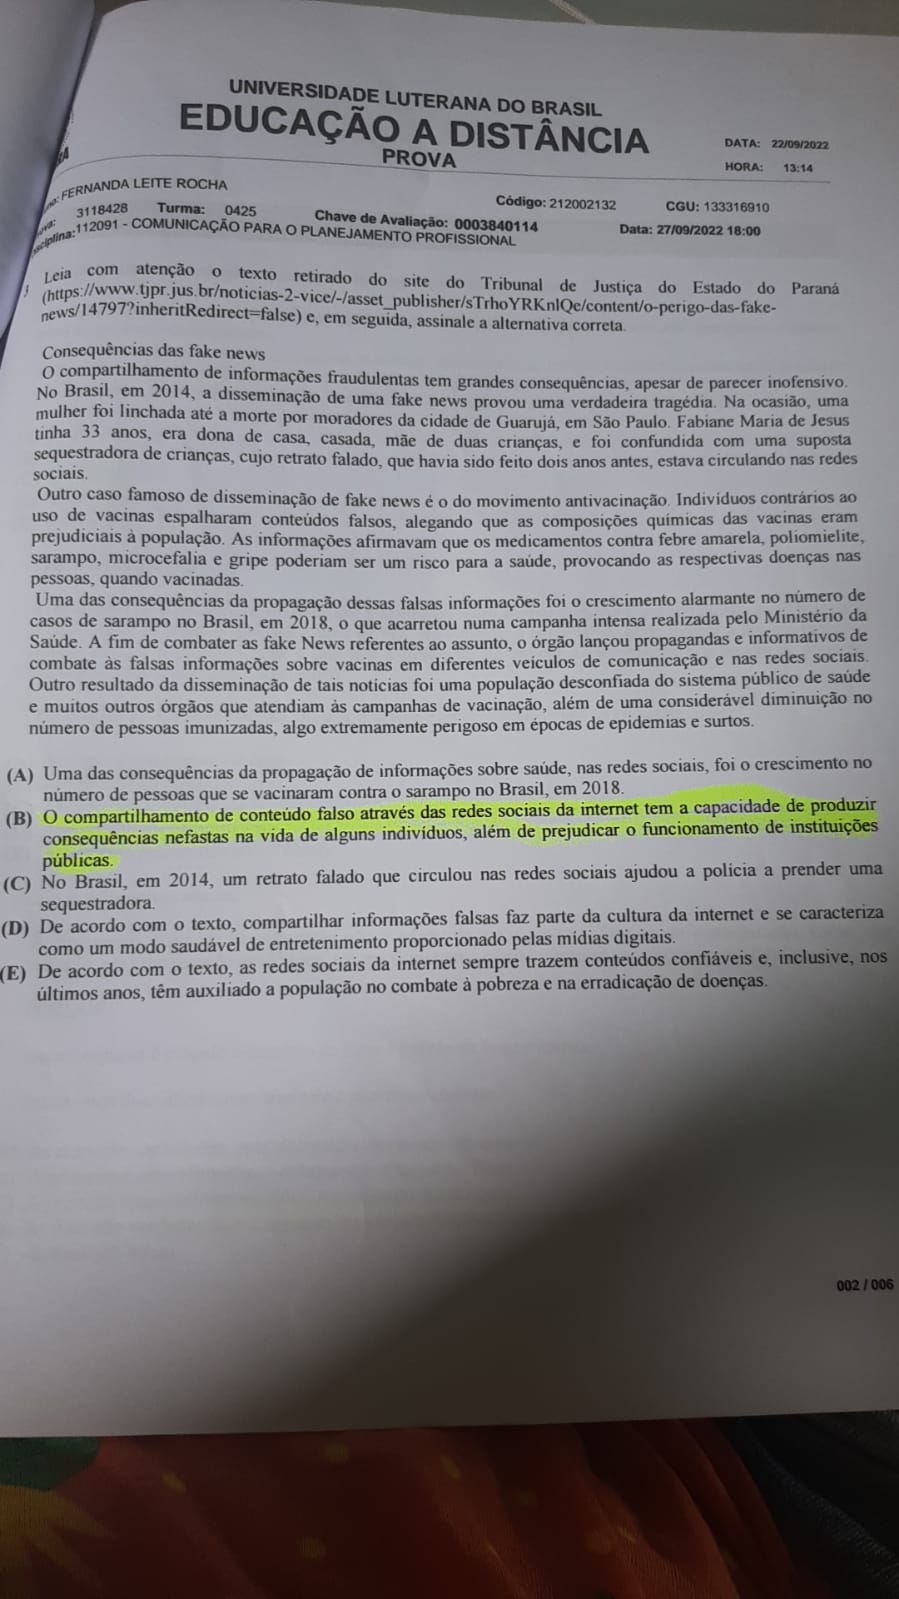 UNIVERSIDADE LUTERANA DO BRASIL
EDUCAÇÃO A DISTÂNCIA
PROVA
DATA: 22/09/2022
HORA: 13:14
FERNANDA LEITE ROCHA
Código: 212002132 CGU: 133316910
3118428 Turma: 0425 Chave de Avaliação: 0003840114 Data: 27/09/2022 18:00
112091 - COMUNICAÇÃO PARA O PLANEJAMENTO PROFISSIONAL
Leia com atenção o texto retirado do site do Tribunal de Justiça do Estado do Paraná
(https://www.tjpr.jus.br/noticias-2-vice/-/asset_publisher/sTrhoYRKnlQe/content/o-perigo-das-fake-
news/14797?inheritRedirect=false) e, em seguida, assinale a alternativa correta.
Consequências das fake news
O compartilhamento de informações fraudulentas tem grandes consequências, apesar de parecer inofensivo.
No Brasil, em 2014, a disseminação de uma fake news provou uma verdadeira tragédia. Na ocasião, uma
mulher foi linchada até a morte por moradores da cidade de Guarujá, em São Paulo. Fabiane Maria de Jesus
tinha 33 anos, era dona de casa, casada, mãe de duas crianças, e foi confundida com uma suposta
sequestradora de crianças, cujo retrato falado, que havia sido feito dois anos antes, estava circulando nas redes
sociais.
Outro caso famoso de disseminação de fake news é o do movimento antivacinação. Indivíduos contrários ao
uso de vacinas espalharam conteúdos falsos, alegando que as composições químicas das vacinas eram
prejudiciais à população. As informações afirmavam que os medicamentos contra febre amarela, poliomielite,
sarampo, microcefalia e gripe poderiam ser um risco para a saúde, provocando as respectivas doenças nas
pessoas, quando vacinadas.
Uma das consequências da propagação dessas falsas informações foi o crescimento alarmante no número de
casos de sarampo no Brasil, em 2018, o que acarretou numa campanha intensa realizada pelo Ministério da
Saúde. A fim de combater as fake News referentes ao assunto, o órgão lançou propagandas e informativos de
combate às falsas informações sobre vacinas em diferentes veículos de comunicação e nas redes sociais.
Outro resultado da disseminação de tais notícias foi uma população desconfiada do sistema público de saúde
e muitos outros órgãos que atendiam às campanhas de vacinação, além de uma considerável diminuição no
número de pessoas imunizadas, algo extremamente perigoso em épocas de epidemias e surtos.
(A) Uma das consequências da propagação de informações sobre saúde, nas redes sociais, foi o crescimento no
número de pessoas que se vacinaram contra o sarampo no Brasil, em 2018.
(B) O compartilhamento de conteúdo falso através das redes sociais da internet tem a capacidade de produzir
consequências nefastas na vida de alguns indivíduos, além de prejudicar o funcionamento de instituições
públicas.
(C) No Brasil, em 2014, um retrato falado que circulou nas redes sociais ajudou a polícia a prender uma
sequestradora.
(D) De acordo com o texto, compartilhar informações falsas faz parte da cultura da internet e se caracteriza
como um modo saudável de entretenimento proporcionado pelas mídias digitais.
(E) De acordo com o texto, as redes sociais da internet sempre trazem conteúdos confiáveis e, inclusive, nos
últimos anos, têm auxiliado a população no combate à pobreza e na erradicação de doenças.
002 / 006